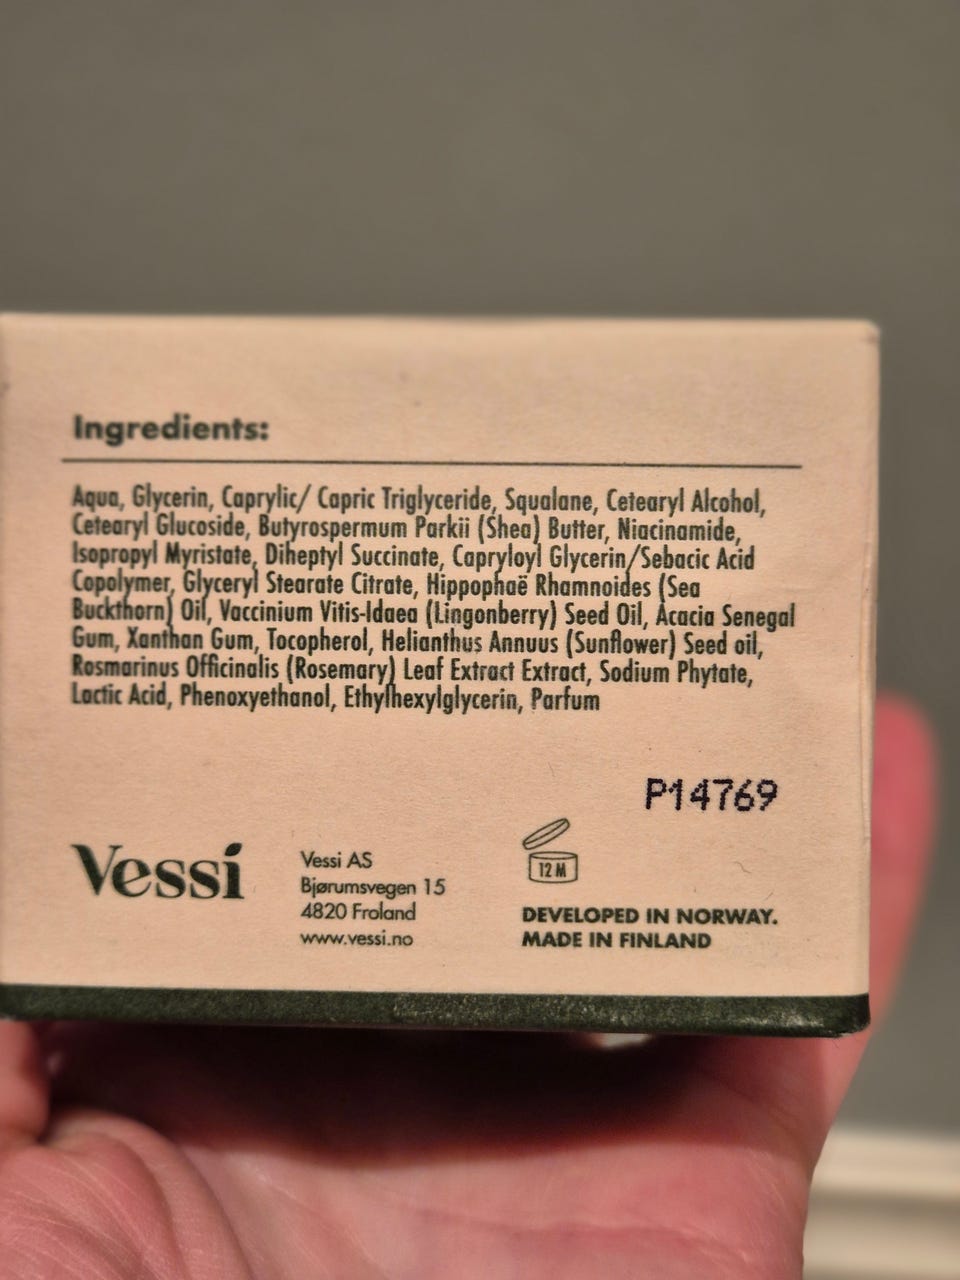 Ingredients:
Aqua, Glycerin, Caprylic/ Capric Triglyceride, Squalane, Cetearyl Alcohol,
Cetearyl Glucoside, Butyrospermum Parkii (Shea) Butter, Niacinamide,
Isopropyl Myristate, Diheptyl Succinate, Capryloyl Glycerin/Sebacic Acid
Copolymer, Glyceryl Stearate Citrate, Hippophaë Rhamnoides (Sea
Buckthorn) Oil, Vaccinium Vitis-Idaea (Lingonberry) Seed Oil, Acacia Senegal
Gum, Xanthan Gum, Tocopherol, Helianthus Annuus (Sunflower) Seed oil,
Rosmarinus Officinalis (Rosemary) Leaf Extract Extract, Sodium Phytate,
Lactic Acid, Phenoxyethanol, Ethylhexylglycerin, Parfum
P14769
Vessi
Vessi AS
Bjørumsvegen 15
4820 Froland
www.vessi.no
12 M
DEVELOPED IN NORWAY.
MADE IN FINLAND